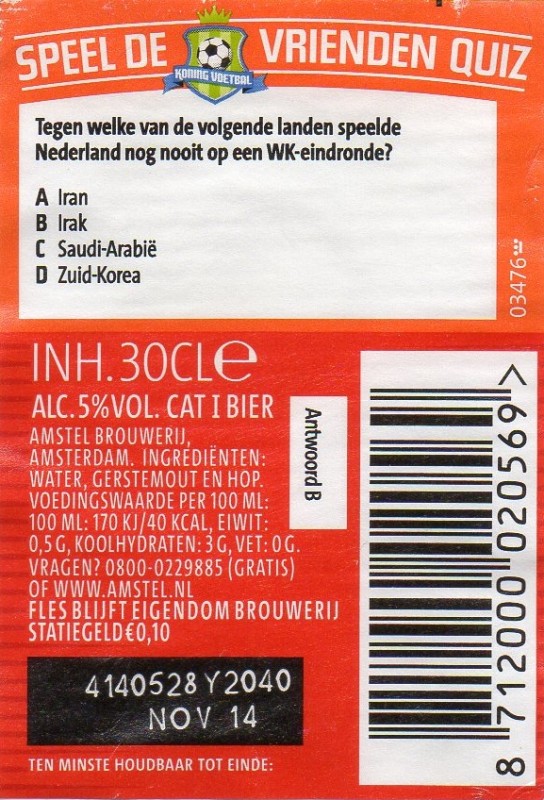 SPEEL DE VRIENDEN QUIZ
KONING VOETBAL
Tegen welke van de volgende landen speelde
Nederland nog nooit op een WK-eindronde?
A Iran
B Irak
C Saudi-Arabië
D Zuid-Korea
03476
INH.30CL℮
ALC.5%VOL. CAT I BIER
AMSTEL BROUWERIJ,
AMSTERDAM. INGREDIËNTEN:
WATER, GERSTEMOUT EN HOP.
VOEDINGSWAARDE PER 100 ML:
100 ML: 170 KJ/40 KCAL, EIWIT:
0,5 G, KOOLHYDRATEN: 3 G, VET: 0 G.
VRAGEN? 0800-0229885 (GRATIS)
OF WWW.AMSTEL.NL
FLES BLIJFT EIGENDOM BROUWERIJ
STATIEGELD €0,10
Antwoord B
4140528Y2040
NOV 14
TEN MINSTE HOUDBAAR TOT EINDE:
8 712000 020569 >